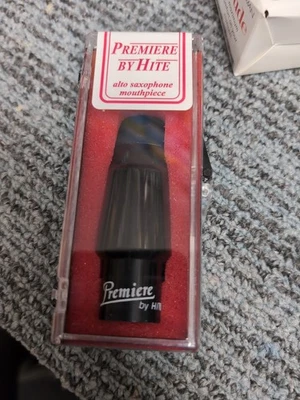 PREMIERE
BY HITE
alto saxophone
mouthpiece
Premiere
by Hite